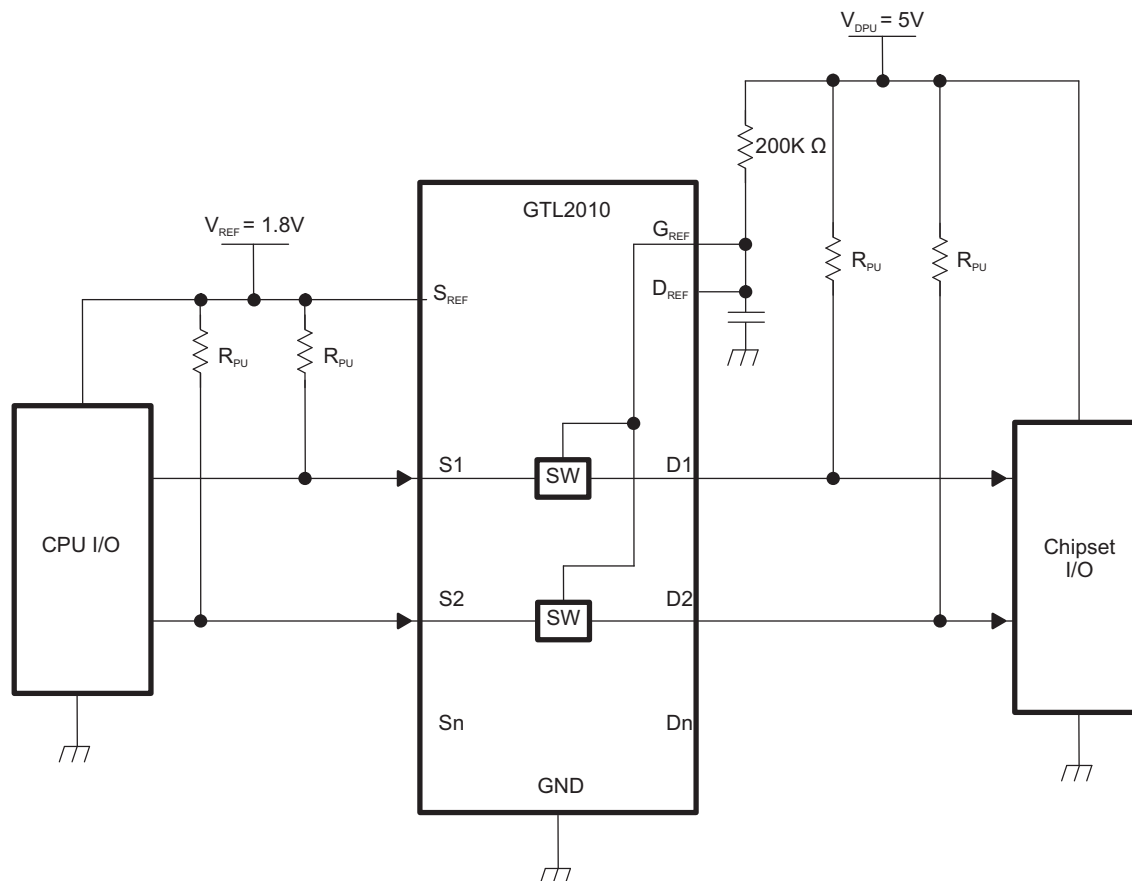 V_DPU = 5V
200K Ω
GTL2010
V_REF = 1.8V
G_REF
R_PU
R_PU
S_REF
D_REF
R_PU
R_PU
S1
SW
D1
CPU I/O
Chipset
I/O
S2
SW
D2
Sn
Dn
GND